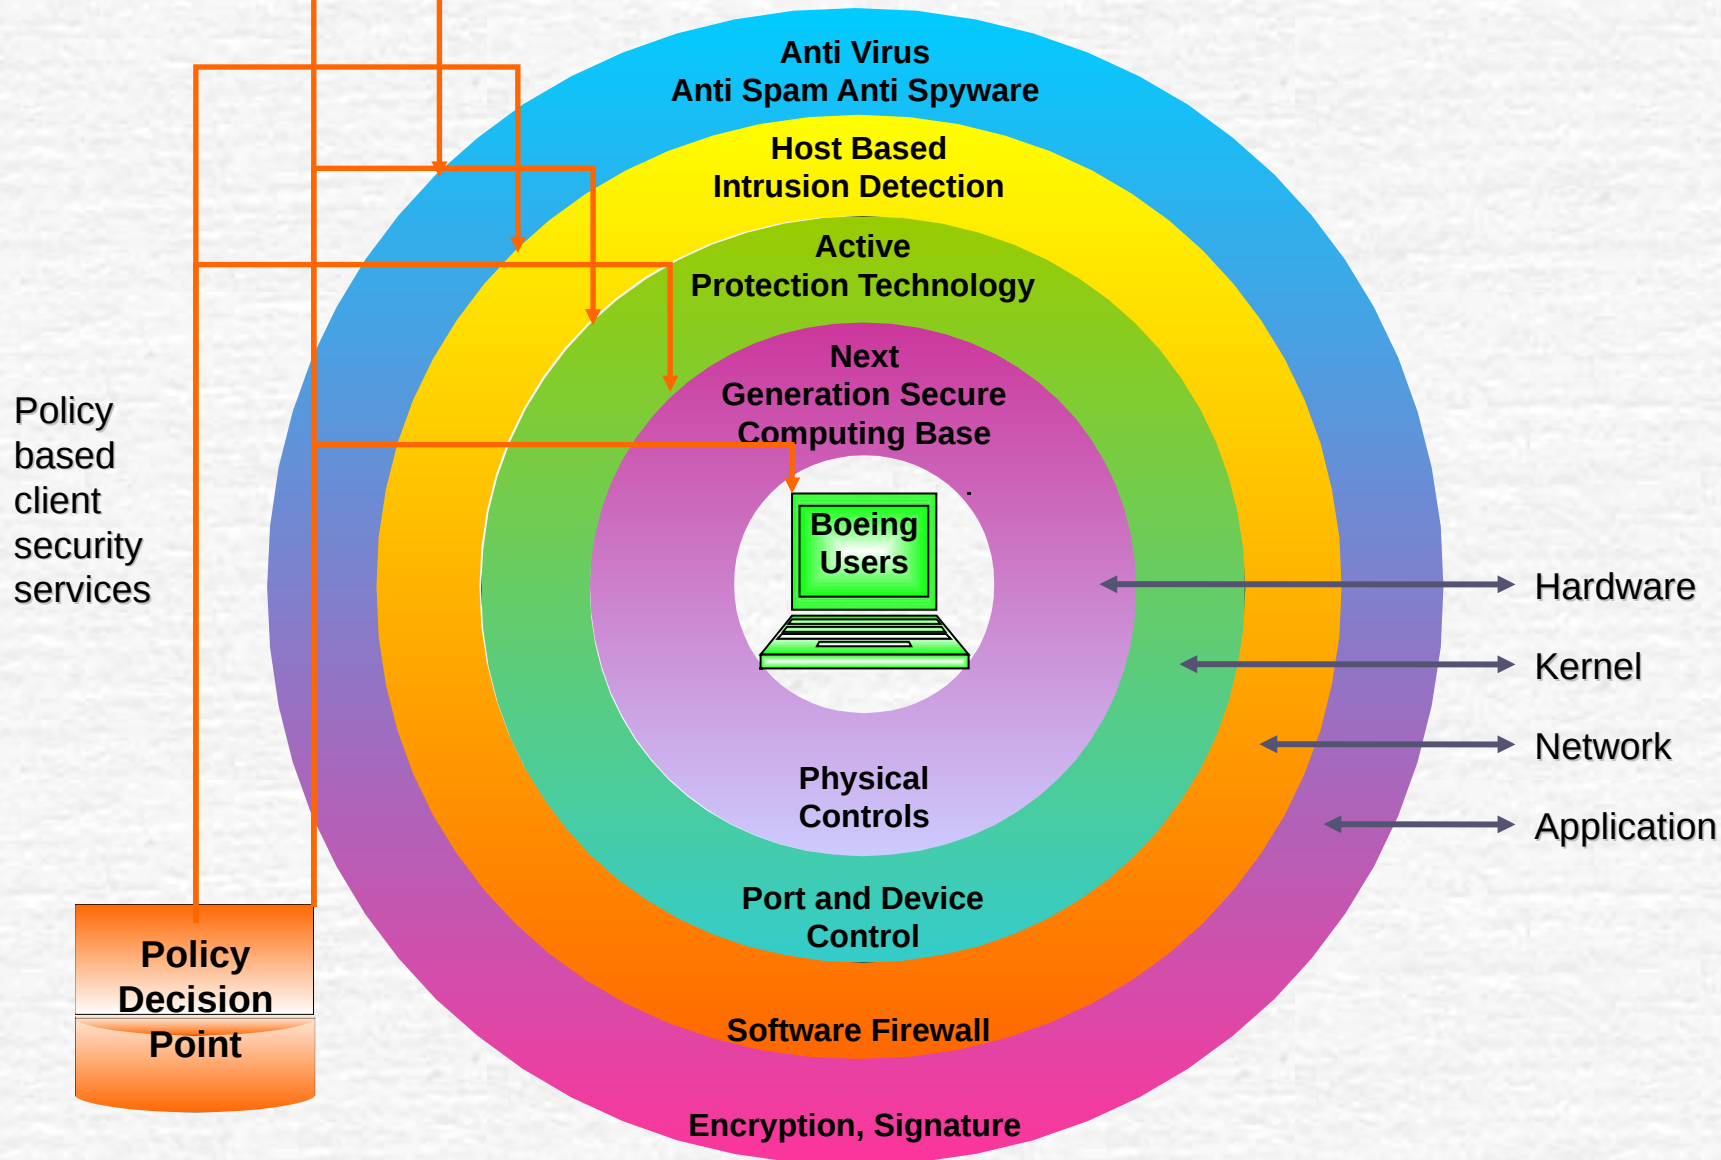 Anti Virus
Anti Spam Anti Spyware
Host Based
Intrusion Detection
Active
Protection Technology
Next
Generation Secure
Computing Base
Boeing
Users
Physical
Controls
Port and Device
Control
Software Firewall
Encryption, Signature
Policy
based
client
security
services
Policy
Decision
Point
Hardware
Kernel
Network
Application